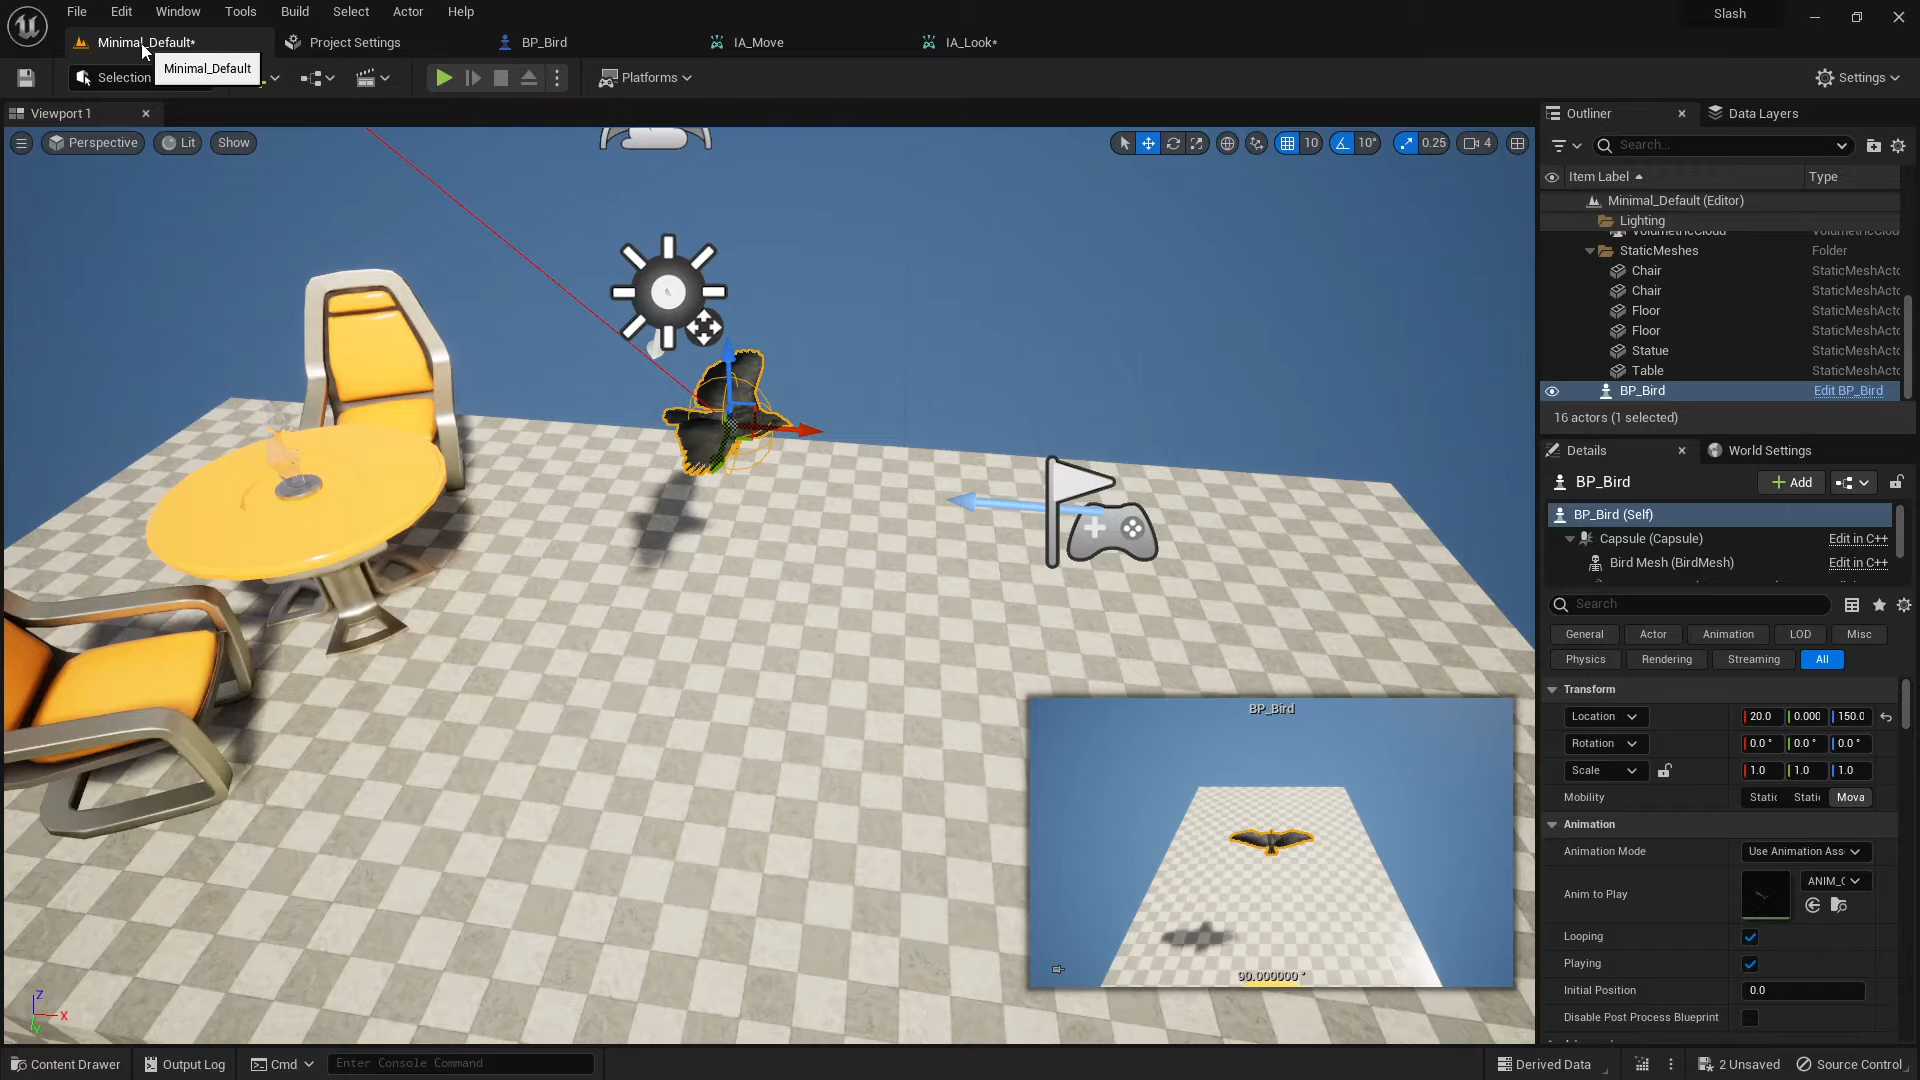 File Edit Window Tools Build Select Actor Help
Slash
Minimal_Default* Project Settings BP_Bird IA_Move IA_Look*
Minimal_Default
Selection Platforms Settings
Viewport 1
Perspective Lit Show
10 10° 0.25 4
Outliner Data Layers
Search...
Item Label Type
Minimal_Default (Editor)
Lighting
VolumetricCloud VolumetricClou
StaticMeshes Folder
Chair StaticMeshActo
Chair StaticMeshActo
Floor StaticMeshActo
Floor StaticMeshActo
Statue StaticMeshActo
Table StaticMeshActo
BP_Bird Edit BP_Bird
16 actors (1 selected)
Details World Settings
BP_Bird Add
BP_Bird (Self)
Capsule (Capsule) Edit in C++
Bird Mesh (BirdMesh) Edit in C++
Search
General Actor Animation LOD Misc
Physics Rendering Streaming All
Transform
Location 20.0 0.000 150.0
Rotation 0.0° 0.0° 0.0°
Scale 1.0 1.0 1.0
Mobility Static Static Mova
Animation
Animation Mode Use Animation Ass
Anim to Play ANIM_C
Looping
Playing
Initial Position 0.0
Disable Post Process Blueprint
BP_Bird
90.000000 °
Z
X
Y
Content Drawer Output Log Cmd Enter Console Command Derived Data 2 Unsaved Source Control